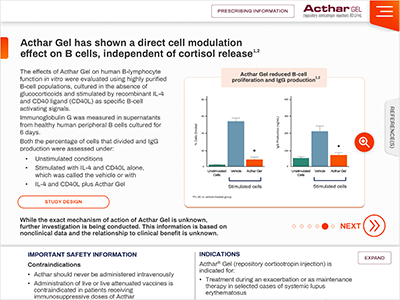 PRESCRIBING INFORMATION
Acthar GEL
repository corticotropin injection 80 U/mL
Acthar Gel has shown a direct cell modulation
effect on B cells, independent of cortisol release1,2
The effects of Acthar Gel on human B-lymphocyte
function in vitro were evaluated using highly purified
B-cell populations, cultured in the absence of
glucocorticoids and stimulated by recombinant IL-4
and CD40 ligand (CD40L) as specific B-cell
activating signals.
Immunoglobulin G was measured in supernatants
from healthy human peripheral B cells cultured for
6 days.
Both the percentage of cells that divided and IgG
production were assessed under:
• Unstimulated conditions
• Stimulated with IL-4 and CD40L alone,
which was called the vehicle or with
• IL-4 and CD40L plus Acthar Gel
STUDY DESIGN
Acthar Gel reduced B-cell
proliferation and IgG production1,2
% Cells Divided
Unstimulated
Cells
Vehicle
Acthar Gel
Stimulated cells
IgG Production (ng/mL)
Unstimulated
Cells
Vehicle
Acthar Gel
Stimulated cells
REFERENCE(S)
While the exact mechanism of action of Acthar Gel is unknown,
further investigation is being conducted. This information is based on
nonclinical data and the relationship to clinical benefit is unknown.
NEXT
IMPORTANT SAFETY INFORMATION
Contraindications
• Acthar should never be administered intravenously
• Administration of live or live attenuated vaccines is
contraindicated in patients receiving
immunosuppressive doses of Acthar
INDICATIONS
Acthar® Gel (repository corticotropin injection) is
indicated for:
• Treatment during an exacerbation or as maintenance
therapy in selected cases of systemic lupus
erythematosus
EXPAND